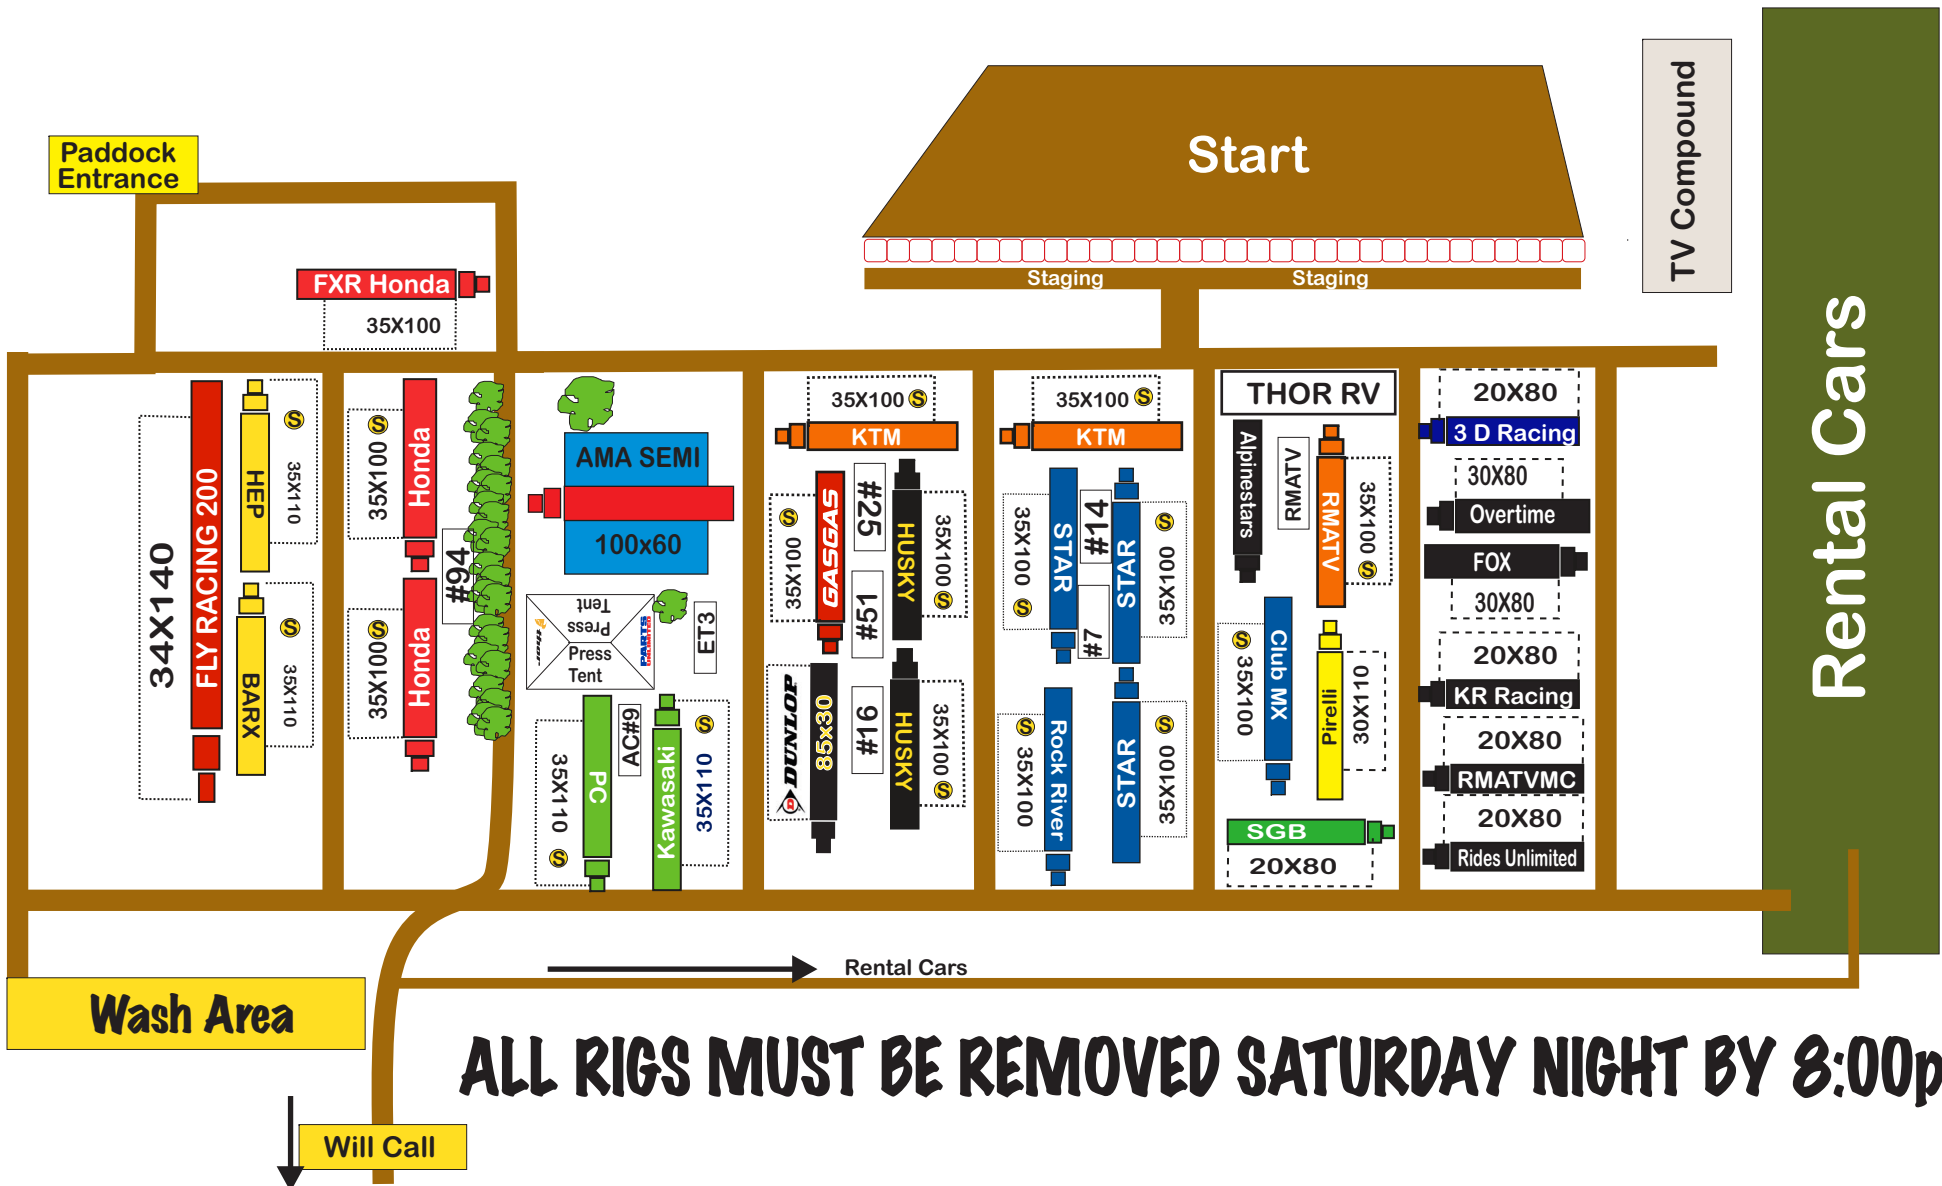 Paddock
Entrance
Start
Staging
Staging
TV Compound
Rental Cars
FXR Honda
35X100
34X140
FLY RACING 200
HEP
S
35X110
BARX
S
35X110
35X100
S
Honda
35X100
S
Honda
#94
AMA SEMI
100x60
Press
Tent
Press
Tent
THOR
PARTS
UNLIMITED
ET3
PC
35X110
S
AC#9
Kawasaki
S
35X110
35X100 S
KTM
35X100
S
GASGAS
#25
HUSKY
35X100
S
#51
DUNLOP
85x30
#16
HUSKY
35X100
S
35X100 S
KTM
35X100
S
STAR
#14
STAR
S
35X100
#7
S
35X100
Rock River
STAR
S
35X100
THOR RV
Alpinestars
RMATV
RMATV
35X100
S
S
35X100
Club MX
Pirelli
30X110
SGB
20X80
20X80
3 D Racing
30X80
Overtime
FOX
30X80
20X80
KR Racing
20X80
RMATVMC
20X80
Rides Unlimited
Rental Cars
Wash Area
ALL RIGS MUST BE REMOVED SATURDAY NIGHT BY 8:00p
Will Call